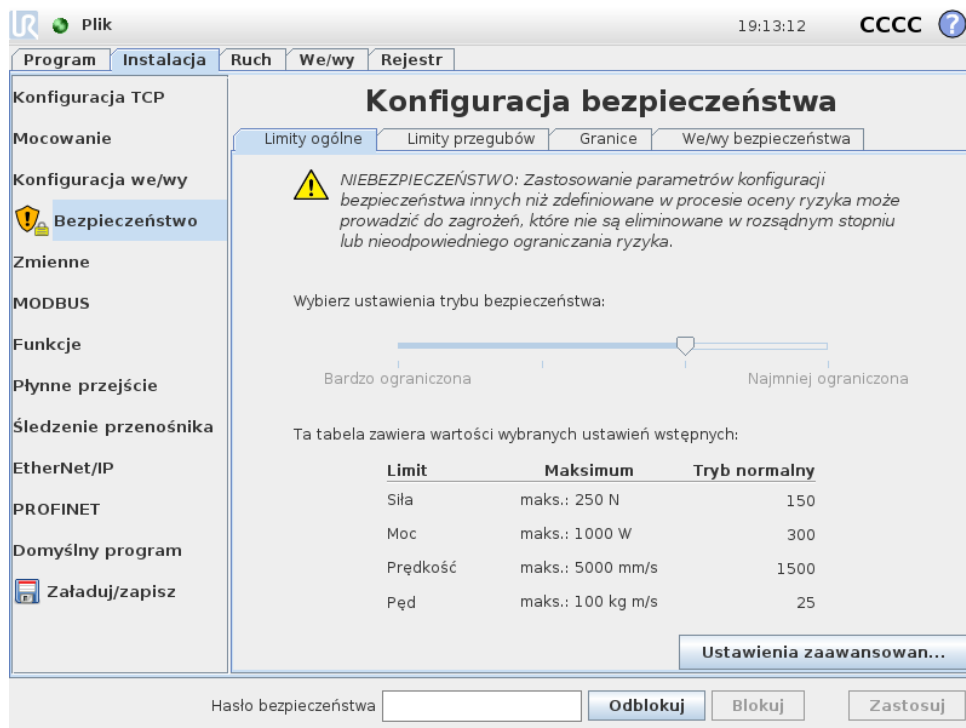 Plik 19:13:12 CCCC ?
Program Instalacja Ruch We/wy Rejestr
Konfiguracja TCP
Mocowanie
Konfiguracja we/wy
Bezpieczeństwo
Zmienne
MODBUS
Funkcje
Płynne przejście
Śledzenie przenośnika
EtherNet/IP
PROFINET
Domyślny program
Załaduj/zapisz
Konfiguracja bezpieczeństwa
Limity ogólne Limity przegubów Granice We/wy bezpieczeństwa
NIEBEZPIECZEŃSTWO: Zastosowanie parametrów konfiguracji
bezpieczeństwa innych niż zdefiniowane w procesie oceny ryzyka może
prowadzić do zagrożeń, które nie są eliminowane w rozsądnym stopniu
lub nieodpowiedniego ograniczania ryzyka.
Wybierz ustawienia trybu bezpieczeństwa:
Bardzo ograniczona Najmniej ograniczona
Ta tabela zawiera wartości wybranych ustawień wstępnych:
Limit Maksimum Tryb normalny
Siła maks.: 250 N 150
Moc maks.: 1000 W 300
Prędkość maks.: 5000 mm/s 1500
Pęd maks.: 100 kg m/s 25
Ustawienia zaawansowan...
Hasło bezpieczeństwa Odblokuj Blokuj Zastosuj